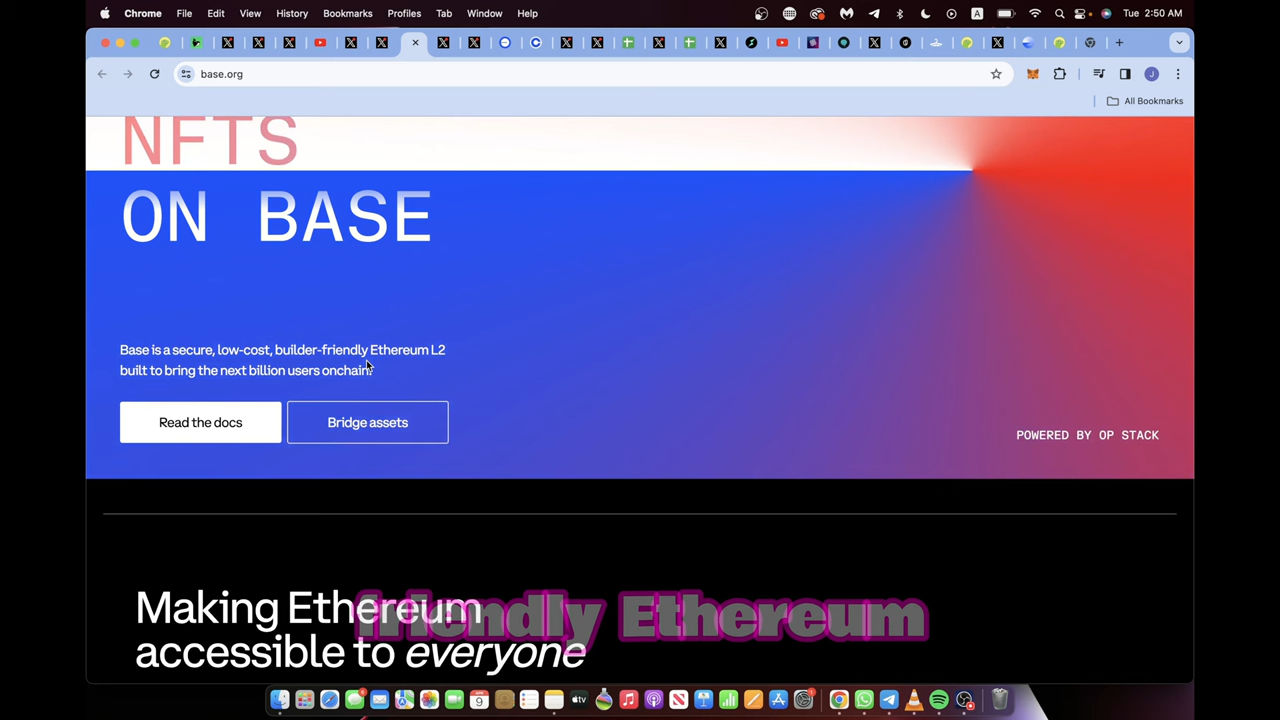 Chrome File Edit View History Bookmarks Profiles Tab Window Help A Tue 2:50 AM
base.org J
All Bookmarks
NFTS
ON BASE
Base is a secure, low-cost, builder-friendly Ethereum L2
built to bring the next billion users onchain.
Read the docs Bridge assets
POWERED BY OP STACK
Making Ethereum
accessible to everyone
friendly Ethereum